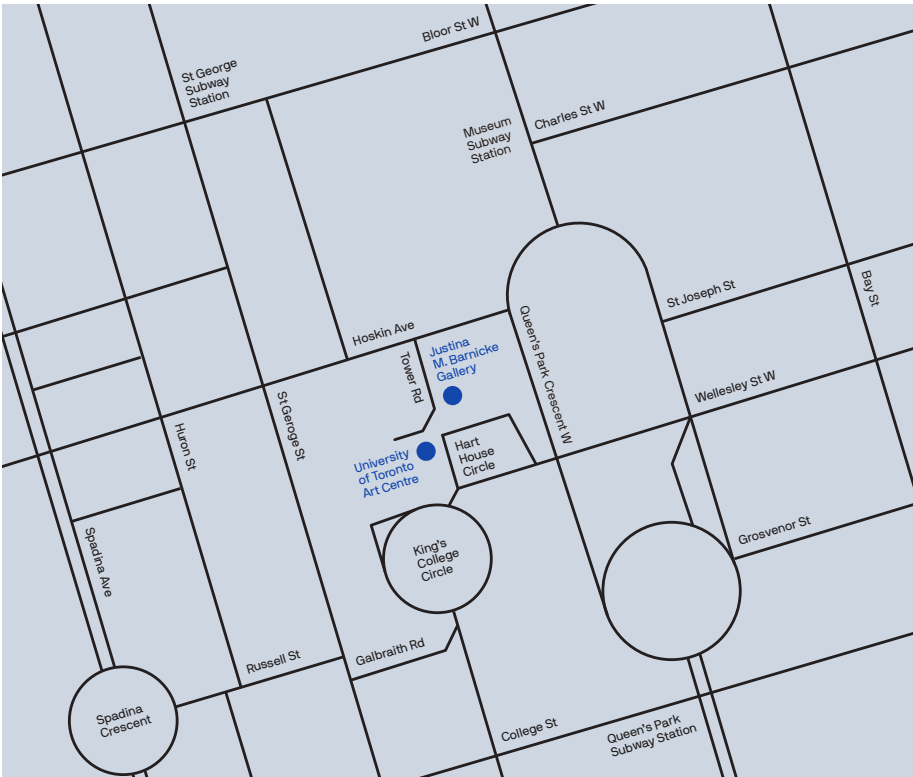 Bloor St W
St George
Subway
Station
Charles St W
Museum
Subway
Station
Bay St
St Joseph St
Queen's Park Crescent W
Hoskin Ave
Justina
M. Barnicke
Gallery
Tower Rd
Wellesley St W
St Geroge St
Huron St
Hart
House
Circle
University
of Toronto
Art Centre
Spadina Ave
Grosvenor St
King's
College
Circle
Galbraith Rd
Russell St
Spadina
Crescent
College St
Queen's Park
Subway Station